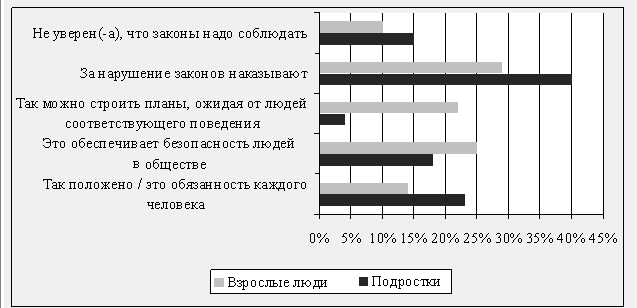 Не уверен(-а), что законы надо соблюдать
За нарушение законов наказывают
Так можно строить планы, ожидая от людей
соответствующего поведения
Это обеспечивает безопасность людей
в обществе
Так положено / это обязанность каждого
человека
0% 5% 10% 15% 20% 25% 30% 35% 40% 45%
Взрослые люди Подростки